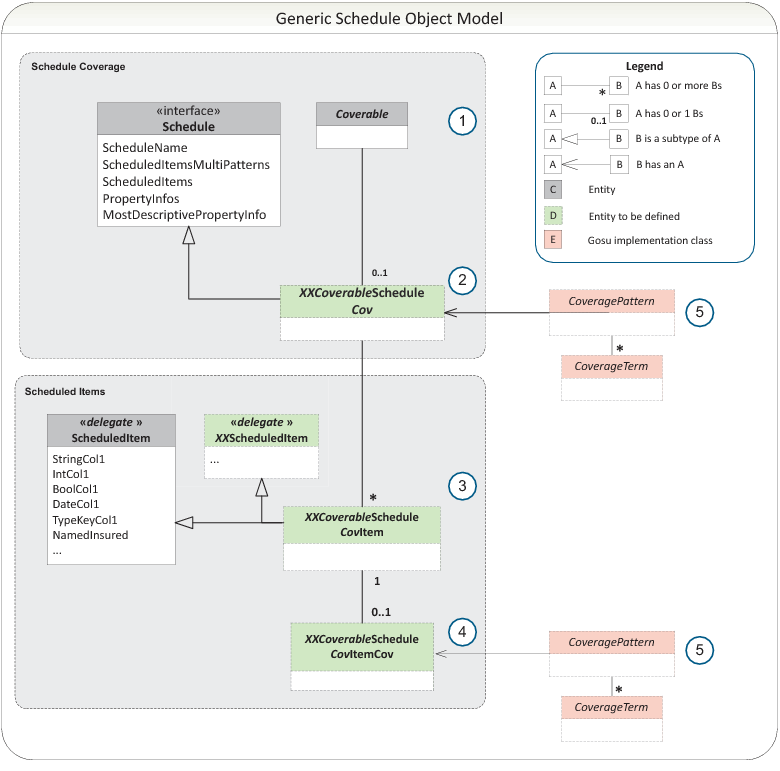 Generic Schedule Object Model
Schedule Coverage
«interface»
Schedule
ScheduleName
ScheduledItemsMultiPatterns
ScheduledItems
PropertyInfos
MostDescriptivePropertyInfo
Coverable
1
0..1
2
XXCoverableSchedule
Cov
Legend
A
*
B
A has 0 or more Bs
A
0..1
B
A has 0 or 1 Bs
A
B
B is a subtype of A
A
B
B has an A
C
Entity
D
Entity to be defined
E
Gosu implementation class
CoveragePattern
5
*
CoverageTerm
Scheduled Items
«delegate »
ScheduledItem
StringCol1
IntCol1
BoolCol1
DateCol1
TypeKeyCol1
NamedInsured
...
«delegate »
XXScheduledItem
...
*
3
XXCoverableSchedule
CovItem
1
0..1
4
XXCoverableSchedule
CovItemCov
CoveragePattern
5
*
CoverageTerm